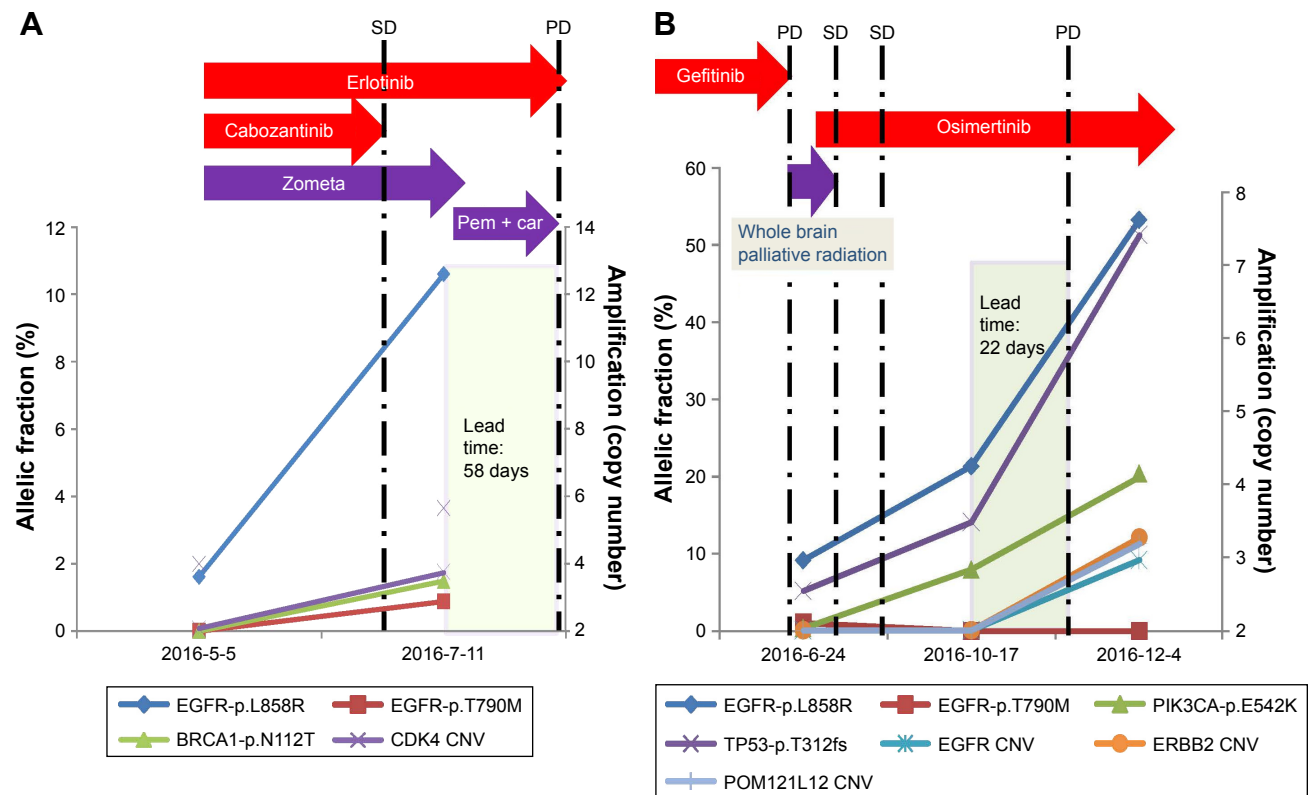 A
SD
PD
Erlotinib
Cabozantinib
Zometa
Pem + car
12
10
8
6
4
2
0
Allelic fraction (%)
14
12
10
8
6
4
2
Amplification (copy number)
Lead
time:
58 days
2016-5-5
2016-7-11
EGFR-p.L858R
EGFR-p.T790M
BRCA1-p.N112T
CDK4 CNV
B
PD
SD
SD
PD
Gefitinib
Osimertinib
Whole brain
palliative radiation
60
50
40
30
20
10
0
Allelic fraction (%)
8
7
6
5
4
3
2
Amplification (copy number)
Lead
time:
22 days
2016-6-24
2016-10-17
2016-12-4
EGFR-p.L858R
EGFR-p.T790M
PIK3CA-p.E542K
TP53-p.T312fs
EGFR CNV
ERBB2 CNV
POM121L12 CNV